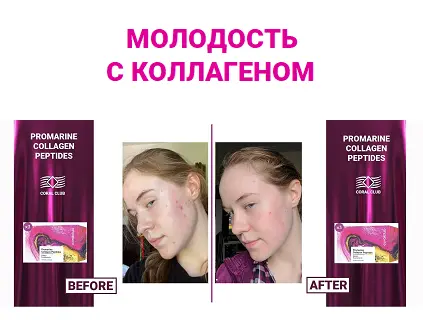 МОЛОДОСТЬ
С КОЛЛАГЕНОМ
PROMARINE
COLLAGEN
PEPTIDES
CORAL CLUB
BEFORE
PROMARINE
COLLAGEN
PEPTIDES
CORAL CLUB
AFTER